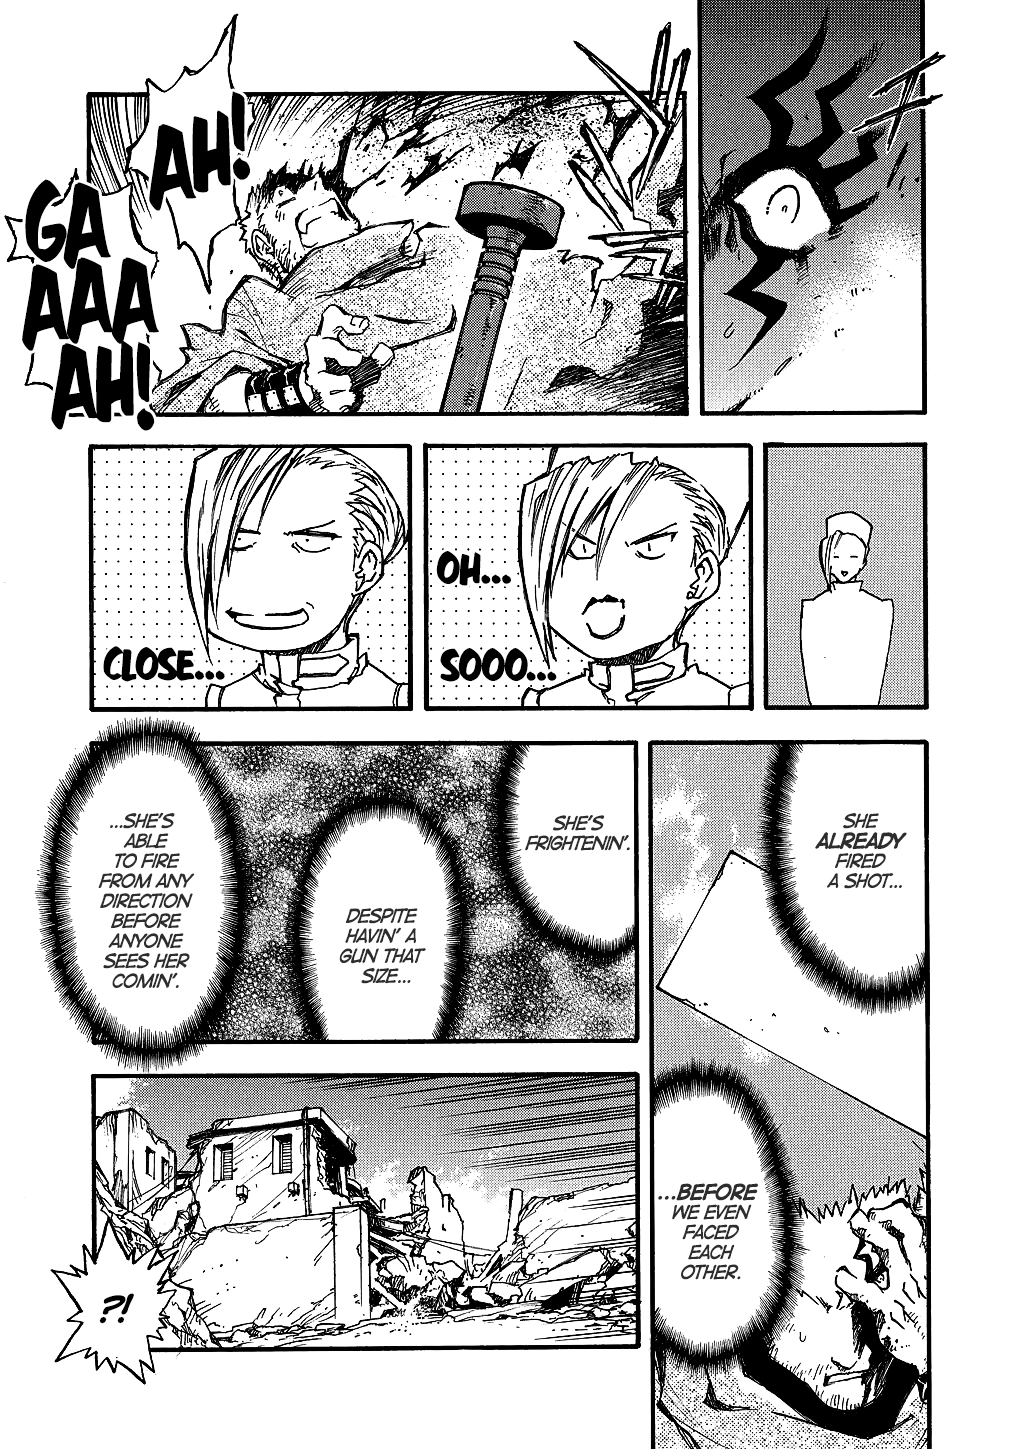 AH!
GA
AAA
AH!
OH...
SOOO...
CLOSE...
SHE
ALREADY
FIRED
A SHOT...
...BEFORE
WE EVEN
FACED
EACH
OTHER.
SHE'S
FRIGHTENIN'.
DESPITE
HAVIN' A
GUN THAT
SIZE...
...SHE'S
ABLE
TO FIRE
FROM ANY
DIRECTION
BEFORE
ANYONE
SEES HER
COMIN'.
?!